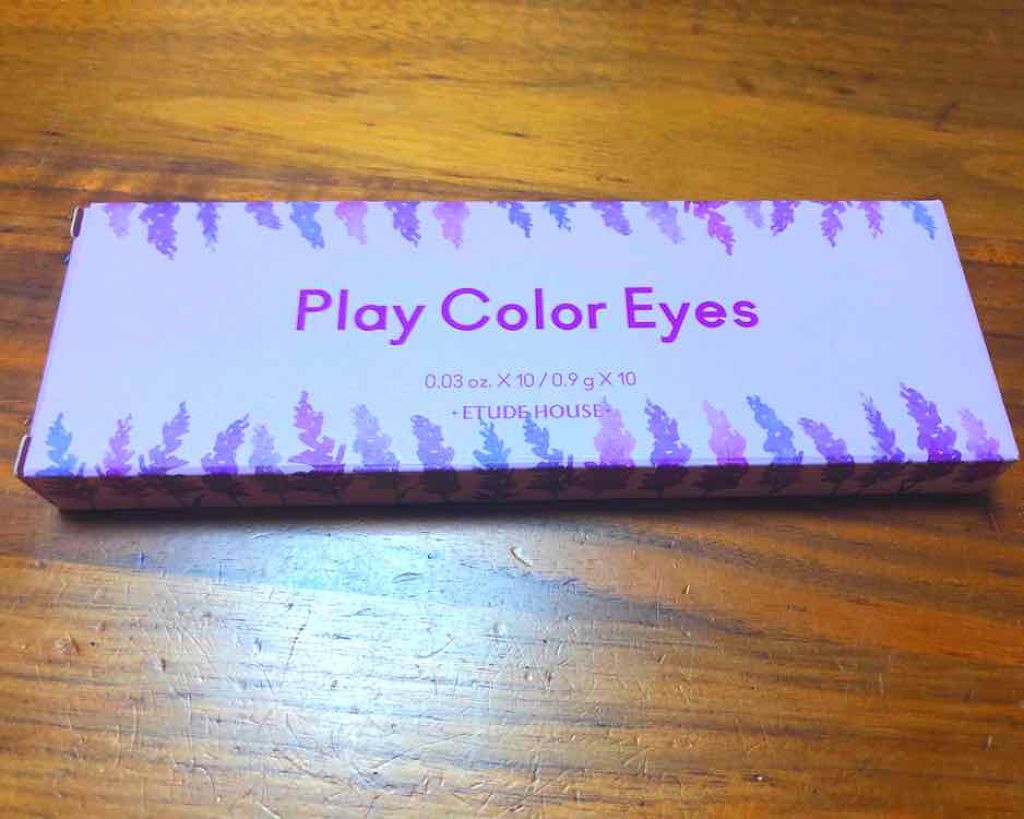 Play Color Eyes
0.03 oz. X 10 / 0.9 g X 10
· ETUDE HOUSE ·